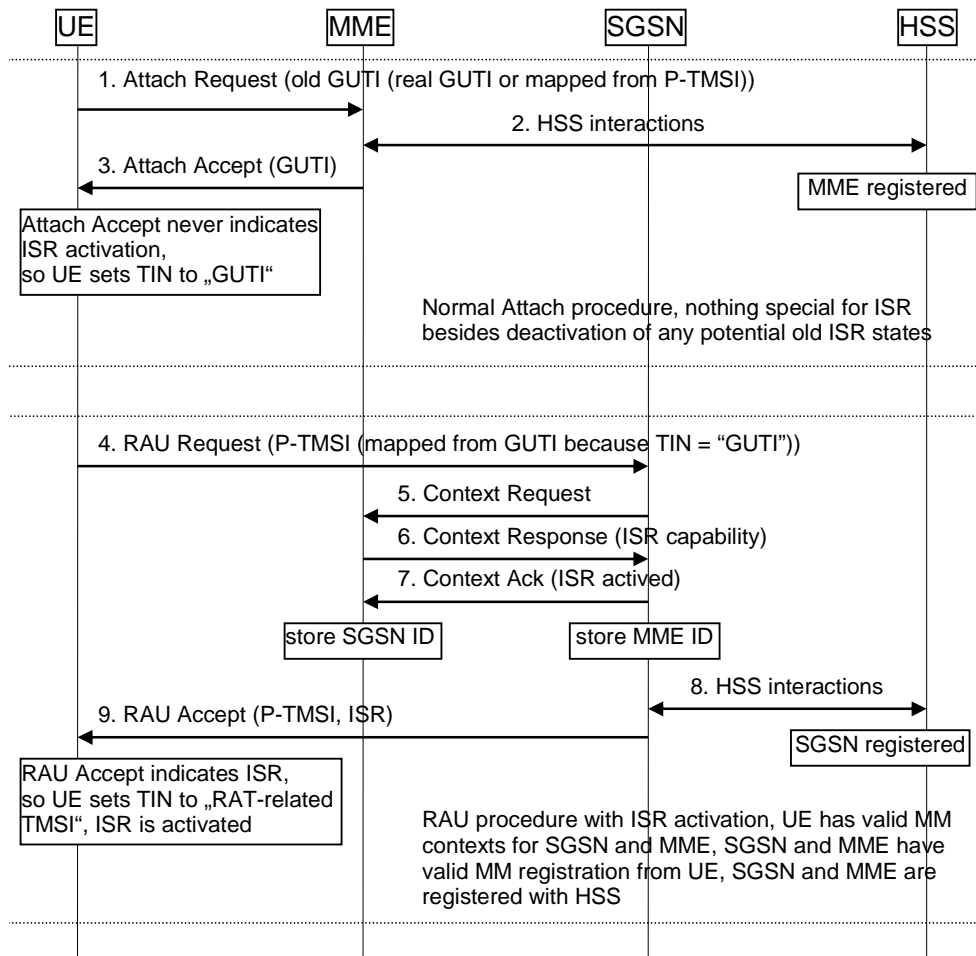 UE MME SGSN HSS
1. Attach Request (old GUTI (real GUTI or mapped from P-TMSI))
2. HSS interactions
3. Attach Accept (GUTI)
MME registered
Attach Accept never indicates
ISR activation,
so UE sets TIN to „GUTI“
Normal Attach procedure, nothing special for ISR
besides deactivation of any potential old ISR states
4. RAU Request (P-TMSI (mapped from GUTI because TIN = “GUTI”))
5. Context Request
6. Context Response (ISR capability)
7. Context Ack (ISR actived)
store SGSN ID
store MME ID
8. HSS interactions
9. RAU Accept (P-TMSI, ISR)
SGSN registered
RAU Accept indicates ISR,
so UE sets TIN to „RAT-related
TMSI“, ISR is activated
RAU procedure with ISR activation, UE has valid MM
contexts for SGSN and MME, SGSN and MME have
valid MM registration from UE, SGSN and MME are
registered with HSS